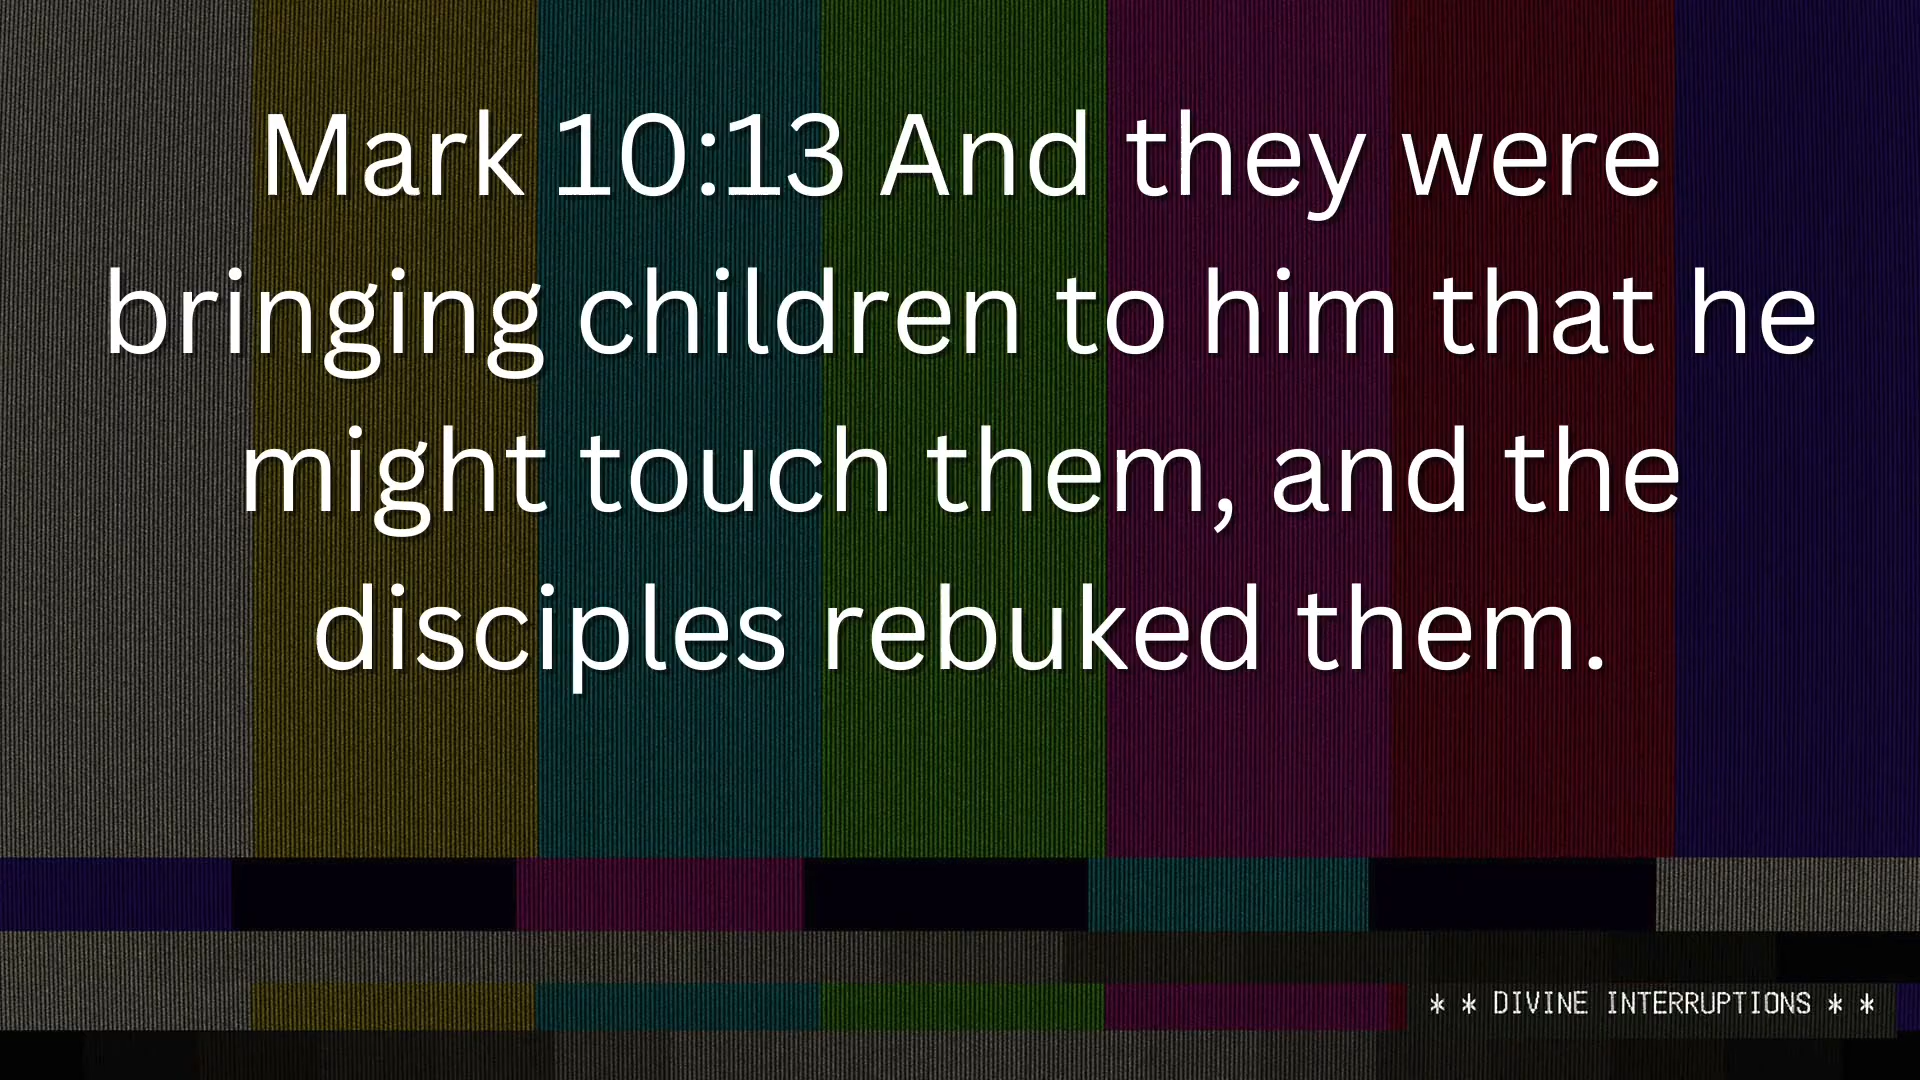 Mark 10:13 And they were
bringing children to him that he
might touch them, and the
disciples rebuked them.
* * DIVINE INTERRUPTIONS * *